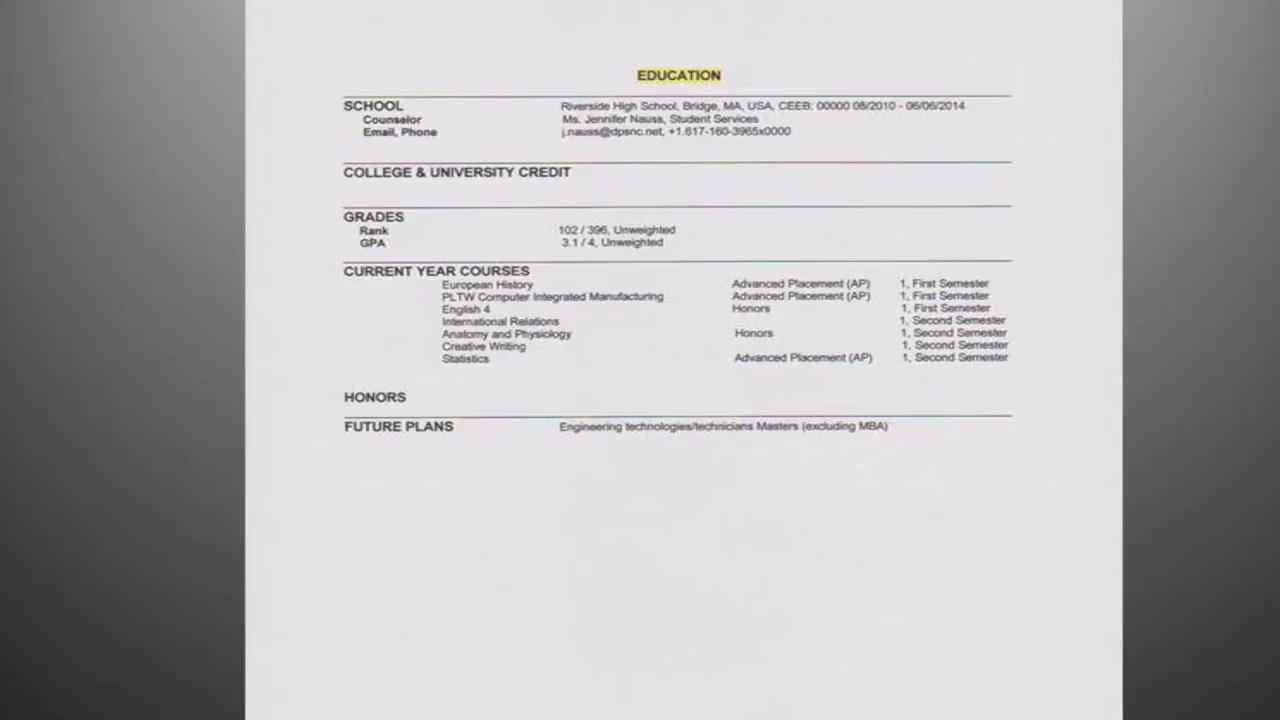 EDUCATION
SCHOOL Riverside High School, Bridge, MA, USA, CEEB: 00000 08/2010 - 06/06/2014
Counselor Ms. Jennifer Nauss, Student Services
Email, Phone j.nauss@dpsnc.net, +1.617-160-3965x0000
COLLEGE & UNIVERSITY CREDIT
GRADES
Rank 102 / 396, Unweighted
GPA 3.1 / 4, Unweighted
CURRENT YEAR COURSES
European History Advanced Placement (AP) 1, First Semester
PLTW Computer Integrated Manufacturing Advanced Placement (AP) 1, First Semester
English 4 Honors 1, First Semester
International Relations 1, Second Semester
Anatomy and Physiology Honors 1, Second Semester
Creative Writing 1, Second Semester
Statistics Advanced Placement (AP) 1, Second Semester
HONORS
FUTURE PLANS Engineering technologies/technicians Masters (excluding MBA)